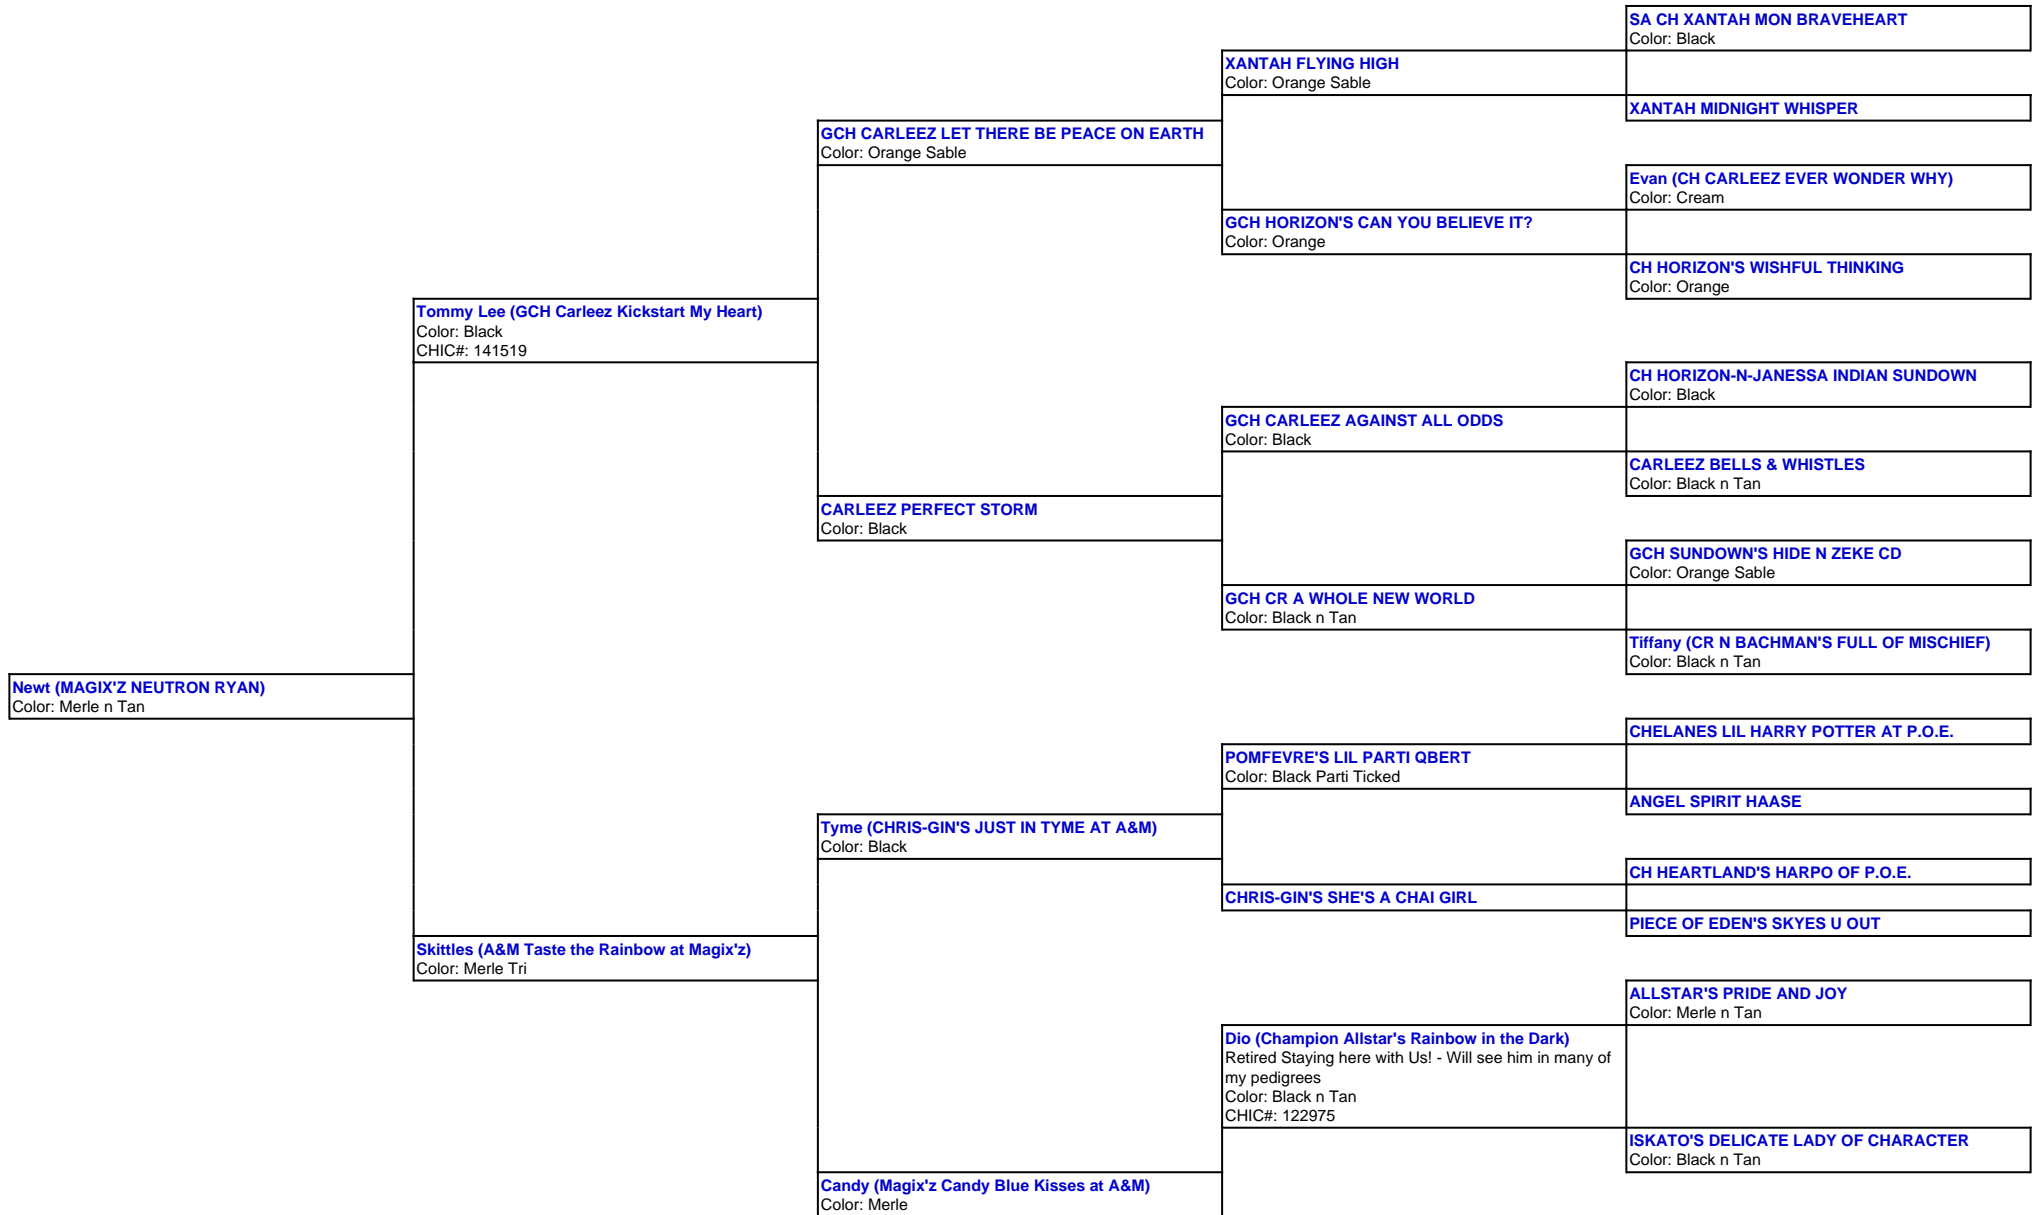 SA CH XANTAH MON BRAVEHEART
Color: Black
XANTAH FLYING HIGH
Color: Orange Sable
XANTAH MIDNIGHT WHISPER
GCH CARLEEZ LET THERE BE PEACE ON EARTH
Color: Orange Sable
Evan (CH CARLEEZ EVER WONDER WHY)
Color: Cream
GCH HORIZON'S CAN YOU BELIEVE IT?
Color: Orange
CH HORIZON'S WISHFUL THINKING
Color: Orange
Tommy Lee (GCH Carleez Kickstart My Heart)
Color: Black
CHIC#: 141519
CH HORIZON-N-JANESSA INDIAN SUNDOWN
Color: Black
GCH CARLEEZ AGAINST ALL ODDS
Color: Black
CARLEEZ BELLS & WHISTLES
Color: Black n Tan
CARLEEZ PERFECT STORM
Color: Black
GCH SUNDOWN'S HIDE N ZEKE CD
Color: Orange Sable
GCH CR A WHOLE NEW WORLD
Color: Black n Tan
Tiffany (CR N BACHMAN'S FULL OF MISCHIEF)
Color: Black n Tan
Newt (MAGIX'Z NEUTRON RYAN)
Color: Merle n Tan
CHELANES LIL HARRY POTTER AT P.O.E.
POMFEVRE'S LIL PARTI QBERT
Color: Black Parti Ticked
ANGEL SPIRIT HAASE
Tyme (CHRIS-GIN'S JUST IN TYME AT A&M)
Color: Black
CH HEARTLAND'S HARPO OF P.O.E.
CHRIS-GIN'S SHE'S A CHAI GIRL
PIECE OF EDEN'S SKYES U OUT
Skittles (A&M Taste the Rainbow at Magix'z)
Color: Merle Tri
ALLSTAR'S PRIDE AND JOY
Color: Merle n Tan
Dio (Champion Allstar's Rainbow in the Dark)
Retired Staying here with Us! - Will see him in many of
my pedigrees
Color: Black n Tan
CHIC#: 122975
ISKATO'S DELICATE LADY OF CHARACTER
Color: Black n Tan
Candy (Magix'z Candy Blue Kisses at A&M)
Color: Merle